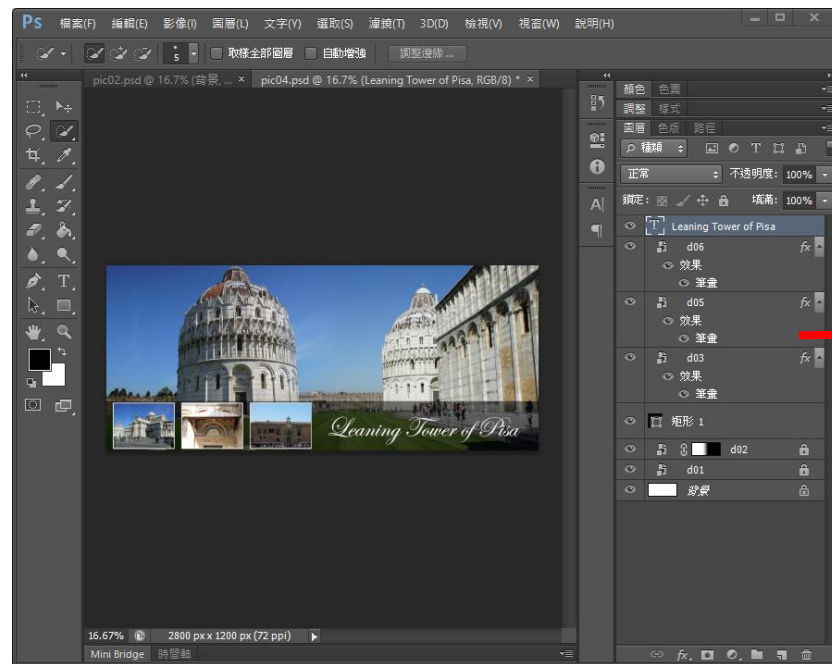 Ps 檔案(F) 編輯(E) 影像(I) 圖層(L) 文字(Y) 選取(S) 濾鏡(T) 3D(D) 檢視(V) 視窗(W) 說明(H)
5 取樣全部圖層 自動增強 調整邊緣 ...
pic02.psd @ 16.7% (背景, ... × pic04.psd @ 16.7% (Leaning Tower of Pisa, RGB/8) * ×
顏色 色票
調整 樣式
圖層 色版 路徑
種類
正常 不透明度: 100%
鎖定: 填滿: 100%
Leaning Tower of Pisa
d06 fx
效果
筆畫
d05 fx
效果
筆畫
d03 fx
效果
筆畫
矩形 1
d02
d01
背景
Leaning Tower of Pisa
16.67% 2800 px x 1200 px (72 ppi)
Mini Bridge 時間軸
fx